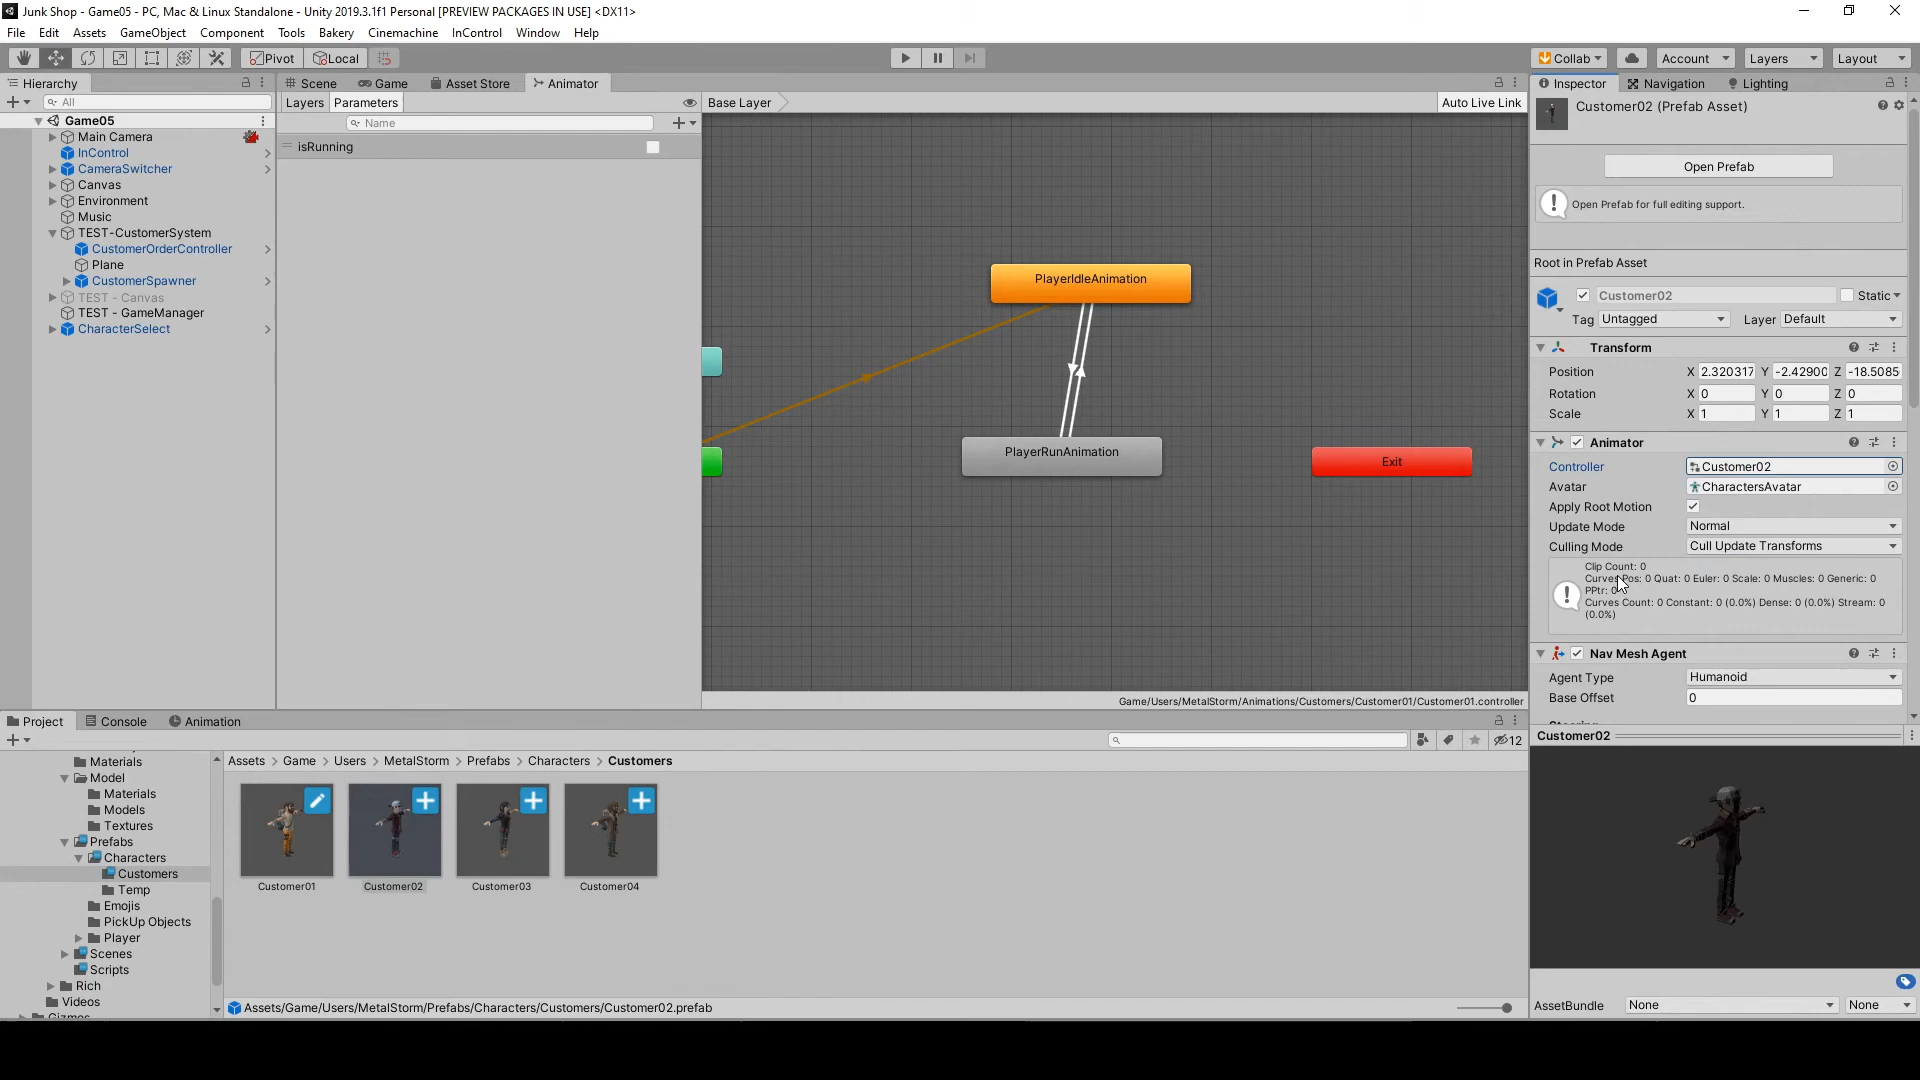 Junk Shop - Game05 - PC, Mac & Linux Standalone - Unity 2019.3.1f1 Personal [PREVIEW PACKAGES IN USE] <DX11>
File Edit Assets GameObject Component Tools Bakery Cinemachine InControl Window Help
Pivot Local Collab Account Layers Layout
Hierarchy
All
Game05
Main Camera
InControl
CameraSwitcher
Canvas
Environment
Music
TEST-CustomerSystem
CustomerOrderController
Plane
CustomerSpawner
TEST - Canvas
TEST - GameManager
CharacterSelect
Scene Game Asset Store Animator
Layers Parameters Base Layer Auto Live Link
Name
isRunning
PlayerIdleAnimation
PlayerRunAnimation
Exit
Game/Users/MetalStorm/Animations/Customers/Customer01/Customer01.controller
Inspector Navigation Lighting
Customer02 (Prefab Asset)
Open Prefab
Open Prefab for full editing support.
Root in Prefab Asset
Customer02 Static
Tag Untagged Layer Default
Transform
Position X 2.320317 Y -2.42900 Z -18.5085
Rotation X 0 Y 0 Z 0
Scale X 1 Y 1 Z 1
Animator
Controller Customer02
Avatar CharactersAvatar
Apply Root Motion
Update Mode Normal
Culling Mode Cull Update Transforms
Clip Count: 0
Curves Pos: 0 Quat: 0 Euler: 0 Scale: 0 Muscles: 0 Generic: 0
PPtr: 0
Curves Count: 0 Constant: 0 (0.0%) Dense: 0 (0.0%) Stream: 0
(0.0%)
Nav Mesh Agent
Agent Type Humanoid
Base Offset 0
Customer02
AssetBundle None None
Project Console Animation
12
Materials
Model
Materials
Models
Textures
Prefabs
Characters
Customers
Temp
Emojis
PickUp Objects
Player
Scenes
Scripts
Rich
Videos
Gizmos
Assets > Game > Users > MetalStorm > Prefabs > Characters > Customers
Customer01 Customer02 Customer03 Customer04
Assets/Game/Users/MetalStorm/Prefabs/Characters/Customers/Customer02.prefab